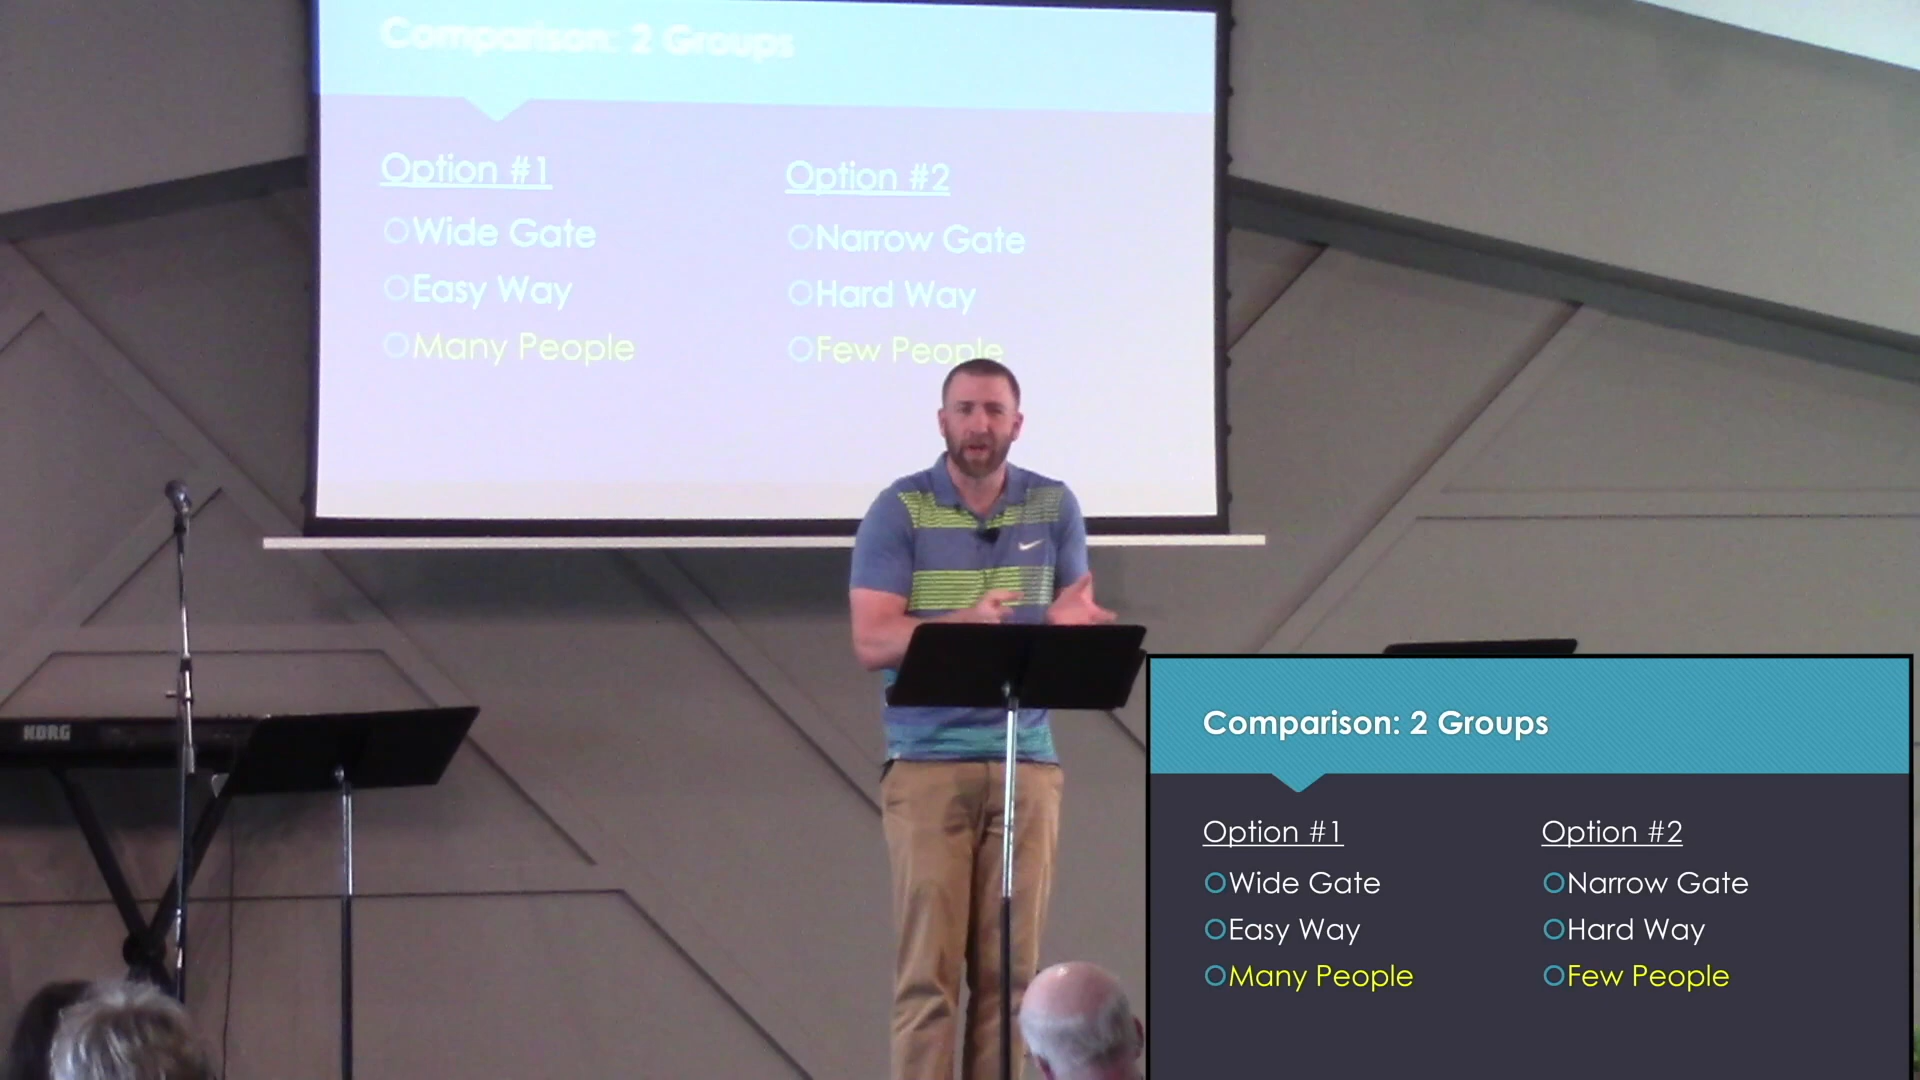 Comparison: 2 Groups
Option #1
Wide Gate
Easy Way
Many People
Option #2
Narrow Gate
Hard Way
Few People
KORG
Comparison: 2 Groups
Option #1
Wide Gate
Easy Way
Many People
Option #2
Narrow Gate
Hard Way
Few People